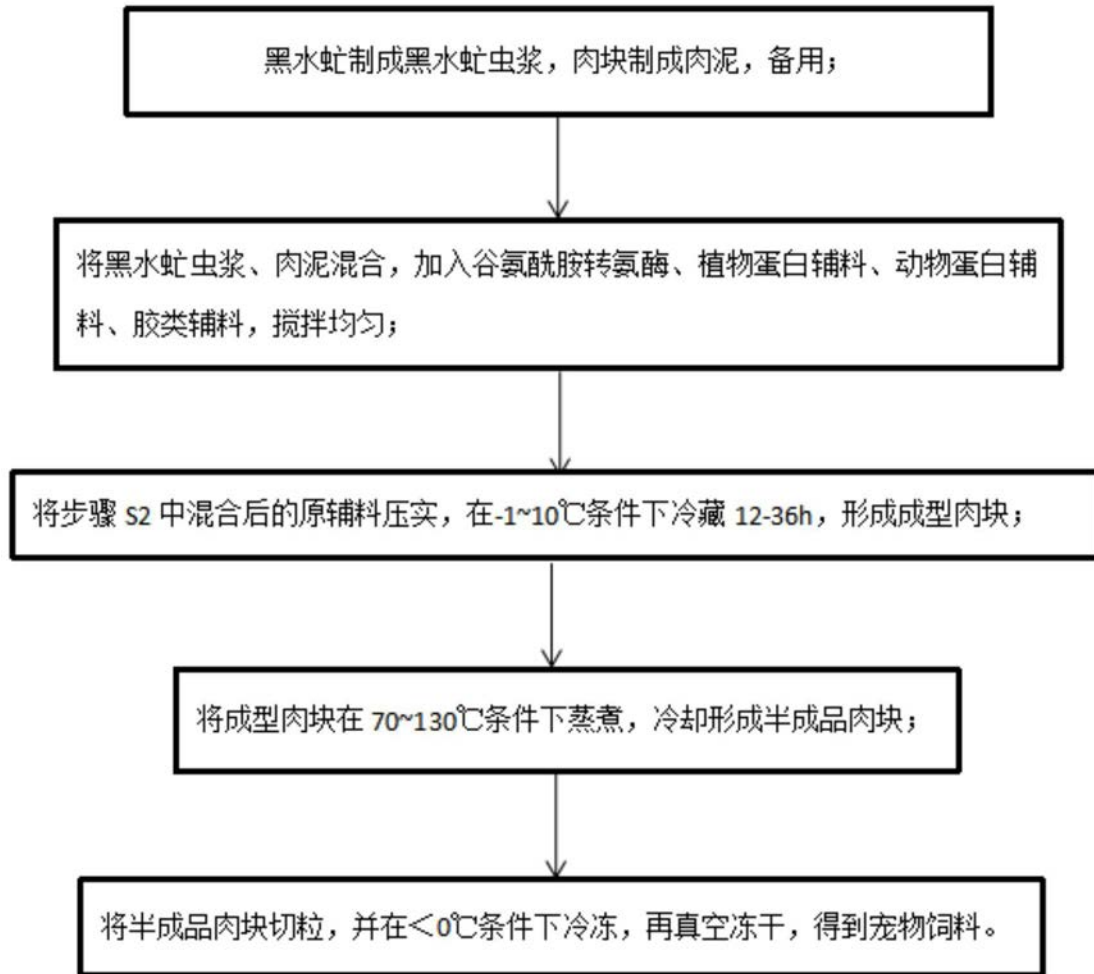 黑水虻制成黑水虻虫浆，肉块制成肉泥，备用；
将黑水虻虫浆、肉泥混合，加入谷氨酰胺转氨酶、植物蛋白辅料、动物蛋白辅
料、胶类辅料，搅拌均匀；
将步骤 S2 中混合后的原辅料压实，在-1~10℃条件下冷藏 12-36h，形成成型肉块；
将成型肉块在 70~130℃条件下蒸煮，冷却形成半成品肉块；
将半成品肉块切粒，并在＜0℃条件下冷冻，再真空冻干，得到宠物饲料。